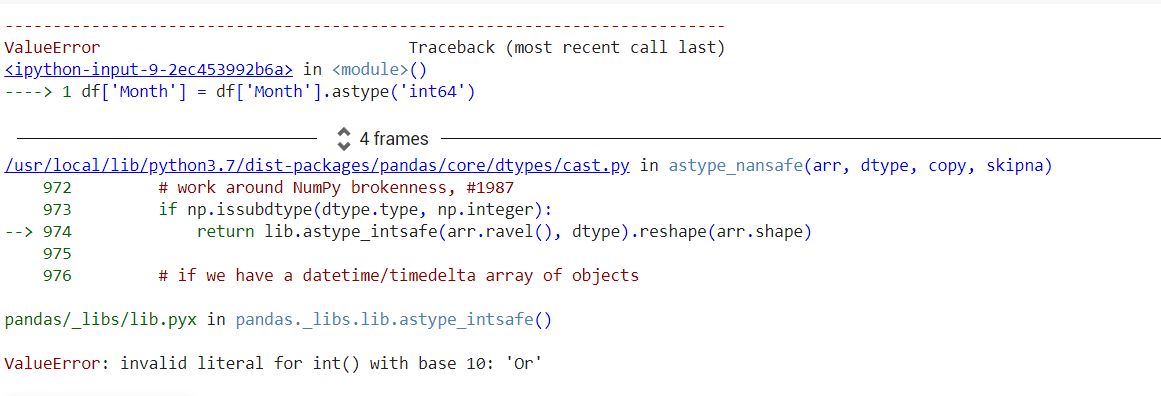 ---------------------------------------------------------------------------
ValueError                                Traceback (most recent call last)
<ipython-input-9-2ec453992b6a> in <module>()
----> 1 df['Month'] = df['Month'].astype('int64')
4 frames
/usr/local/lib/python3.7/dist-packages/pandas/core/dtypes/cast.py in astype_nansafe(arr, dtype, copy, skipna)
    972         # work around NumPy brokenness, #1987
    973         if np.issubdtype(dtype.type, np.integer):
--> 974             return lib.astype_intsafe(arr.ravel(), dtype).reshape(arr.shape)
    975
    976         # if we have a datetime/timedelta array of objects
pandas/_libs/lib.pyx in pandas._libs.lib.astype_intsafe()
ValueError: invalid literal for int() with base 10: 'Or'